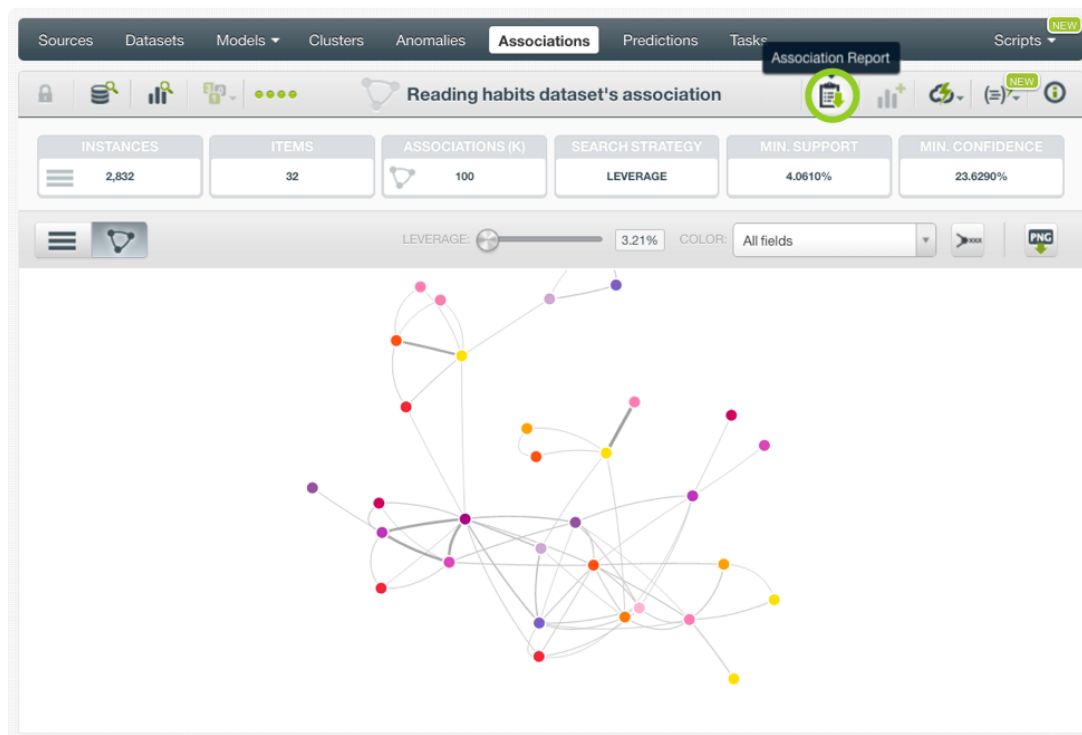 NEW
Sources Datasets Models Clusters Anomalies Associations Predictions Tasks Scripts
Association Report
Reading habits dataset's association
NEW
INSTANCES ITEMS ASSOCIATIONS (K) SEARCH STRATEGY MIN. SUPPORT MIN. CONFIDENCE
2,832 32 100 LEVERAGE 4.0610% 23.6290%
LEVERAGE: 3.21% COLOR: All fields xxx PNG